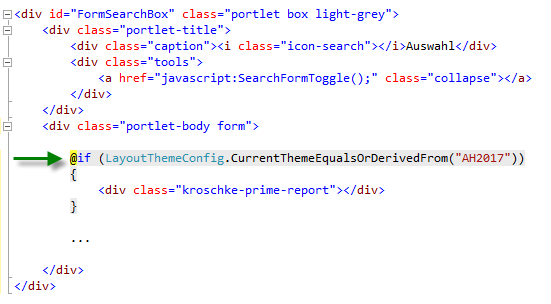 <div id="FormSearchBox" class="portlet box light-grey">
<div class="portlet-title">
<div class="caption"><i class="icon-search"></i>Auswahl</div>
<div class="tools">
<a href="javascript:SearchFormToggle();" class="collapse"></a>
</div>
</div>
<div class="portlet-body form">
@if (LayoutThemeConfig.CurrentThemeEqualsOrDerivedFrom("AH2017"))
{
<div class="kroschke-prime-report"></div>
}
...
</div>
</div>